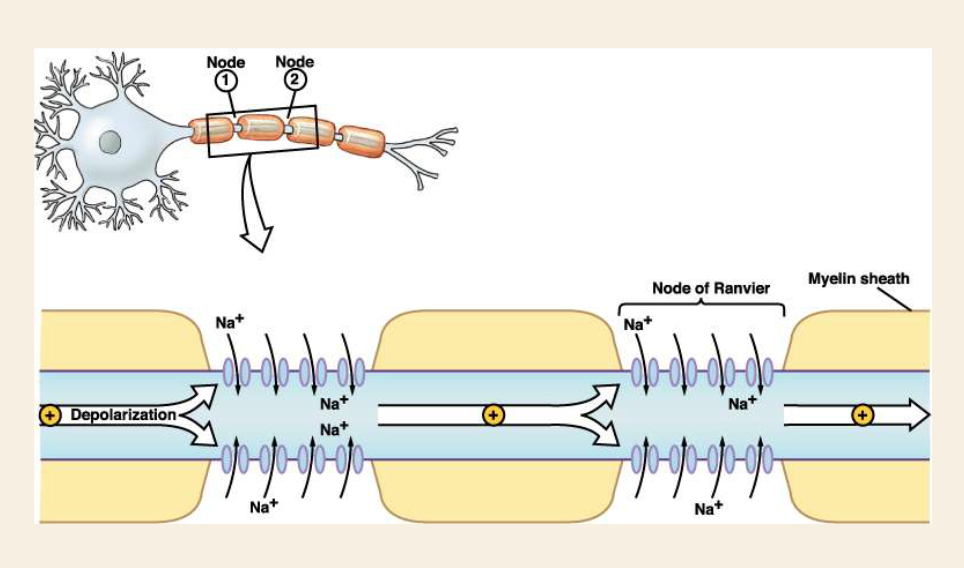 Node
1
Node
2
Node of Ranvier
Myelin sheath
Na+
Na+
+
Depolarization
Na+
Na+
+
Na+
+
Na+
Na+